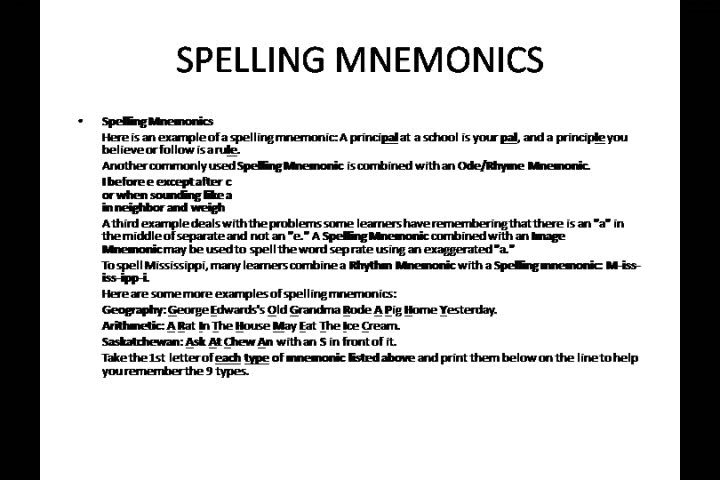 SPELLING MNEMONICS
• Spelling Mnemonics
Here is an example of a spelling mnemonic: A principal at a school is your pal, and a principle you
believe or follow is a rule.
Another commonly used Spelling Mnemonic is combined with an Ode/Rhyme Mnemonic.
I before e except after c
or when sounding like a
in neighbor and weigh
A third example deals with the problems some learners have remembering that there is an "a" in
the middle of separate and not an "e." A Spelling Mnemonic combined with an Image
Mnemonic may be used to spell the word sep rate using an exaggerated "a."
To spell Mississippi, many learners combine a Rhythm Mnemonic with a Spelling mnemonic: M-iss-
iss-ipp-i.
Here are some more examples of spelling mnemonics:
Geography: George Edwards's Old Grandma Rode A Pig Home Yesterday.
Arithmetic: A Rat In The House May Eat The Ice Cream.
Saskatchewan: Ask At Chew An with an S in front of it.
Take the 1st letter of each type of mnemonic listed above and print them below on the line to help
you remember the 9 types.